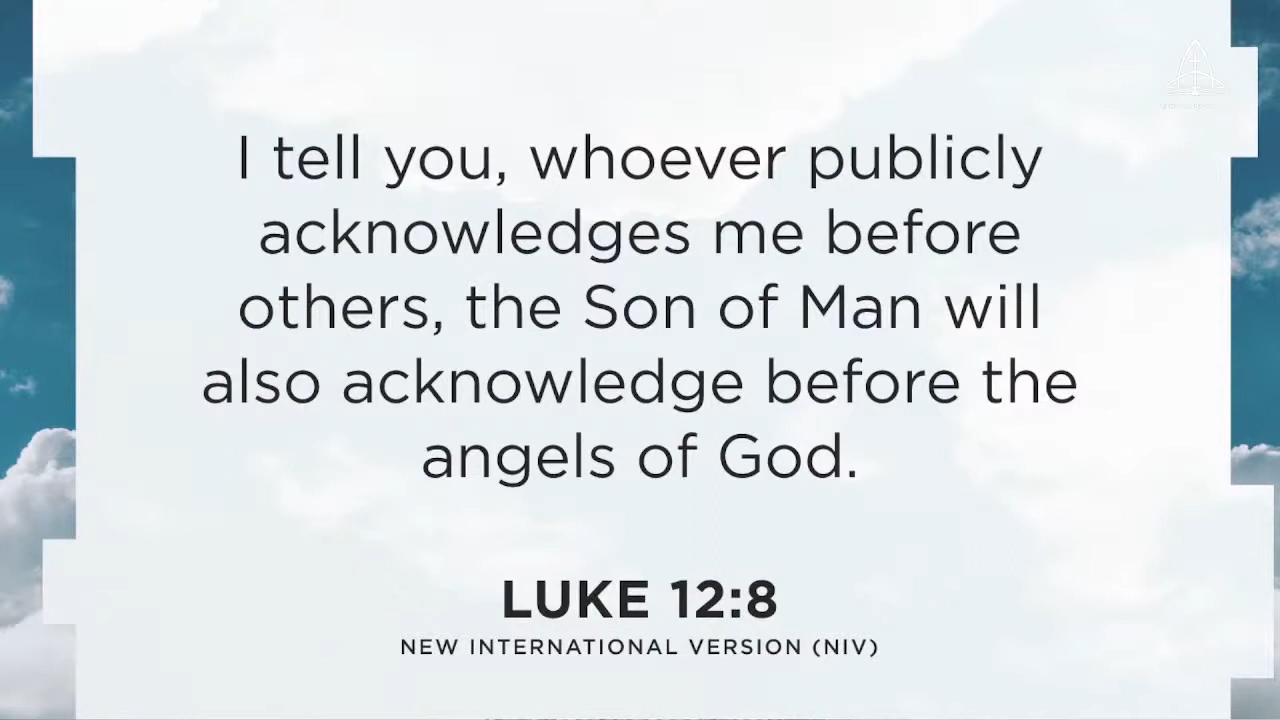 I tell you, whoever publicly
acknowledges me before
others, the Son of Man will
also acknowledge before the
angels of God.
LUKE 12:8
NEW INTERNATIONAL VERSION (NIV)